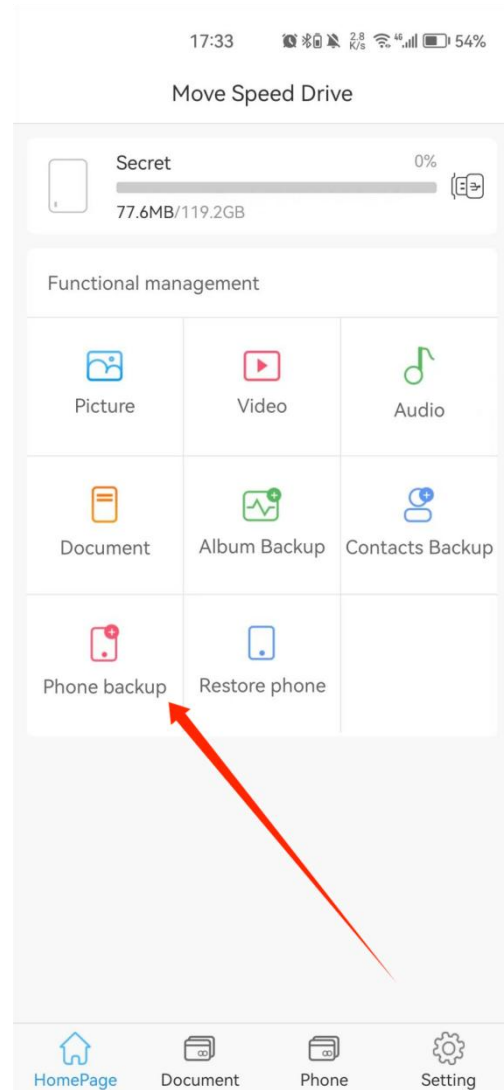 17:33 2.8 K/s 46 54%
Move Speed Drive
Secret 0%
77.6MB/119.2GB
Functional management
Picture Video Audio
Document Album Backup Contacts Backup
Phone backup Restore phone
HomePage Document Phone Setting